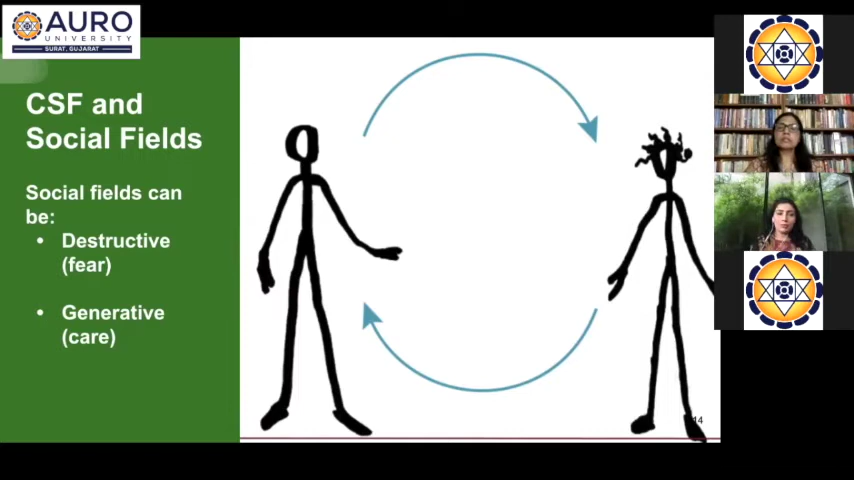 AURO
UNIVERSITY
SURAT. GUJARAT
CSF and
Social Fields
Social fields can
be:
• Destructive
(fear)
• Generative
(care)
14